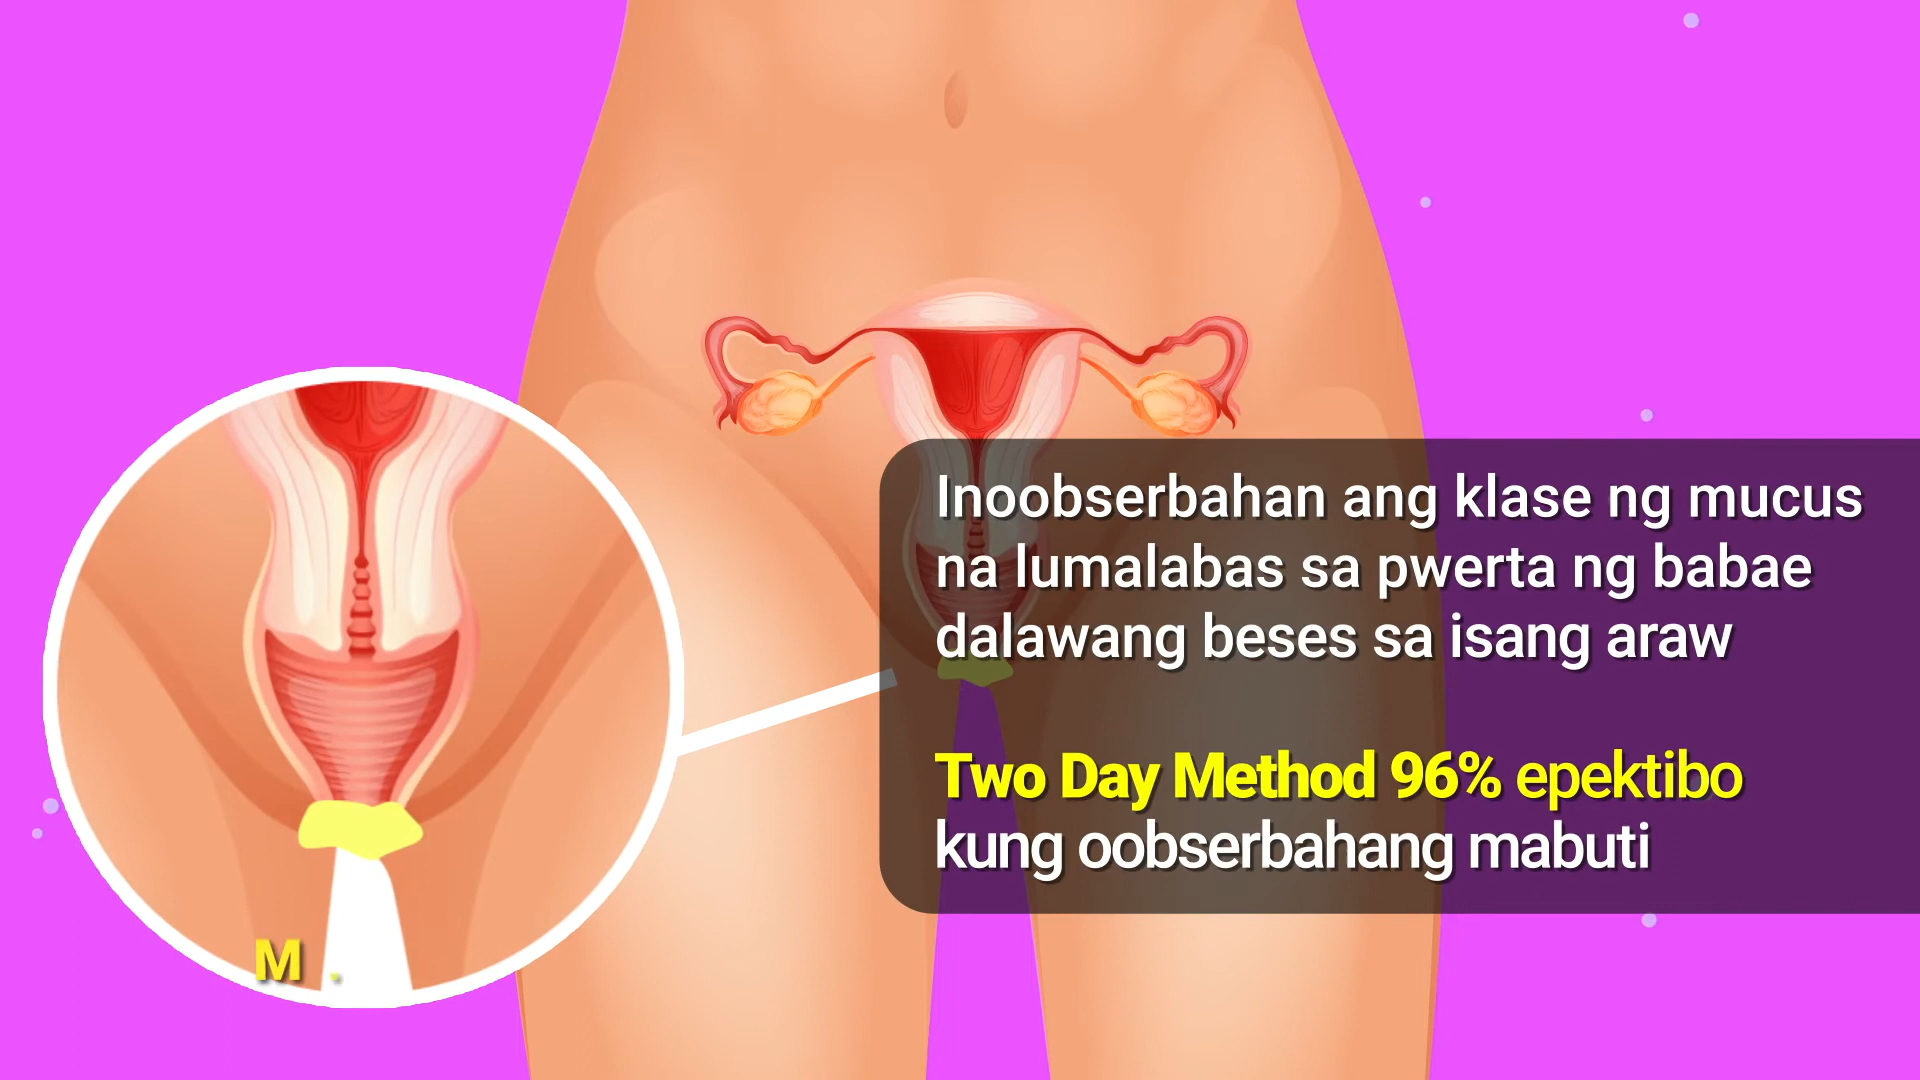 Inoobserbahan ang klase ng mucus
na lumalabas sa pwerta ng babae
dalawang beses sa isang araw
Two Day Method 96% epektibo
kung oobserbahang mabuti
M